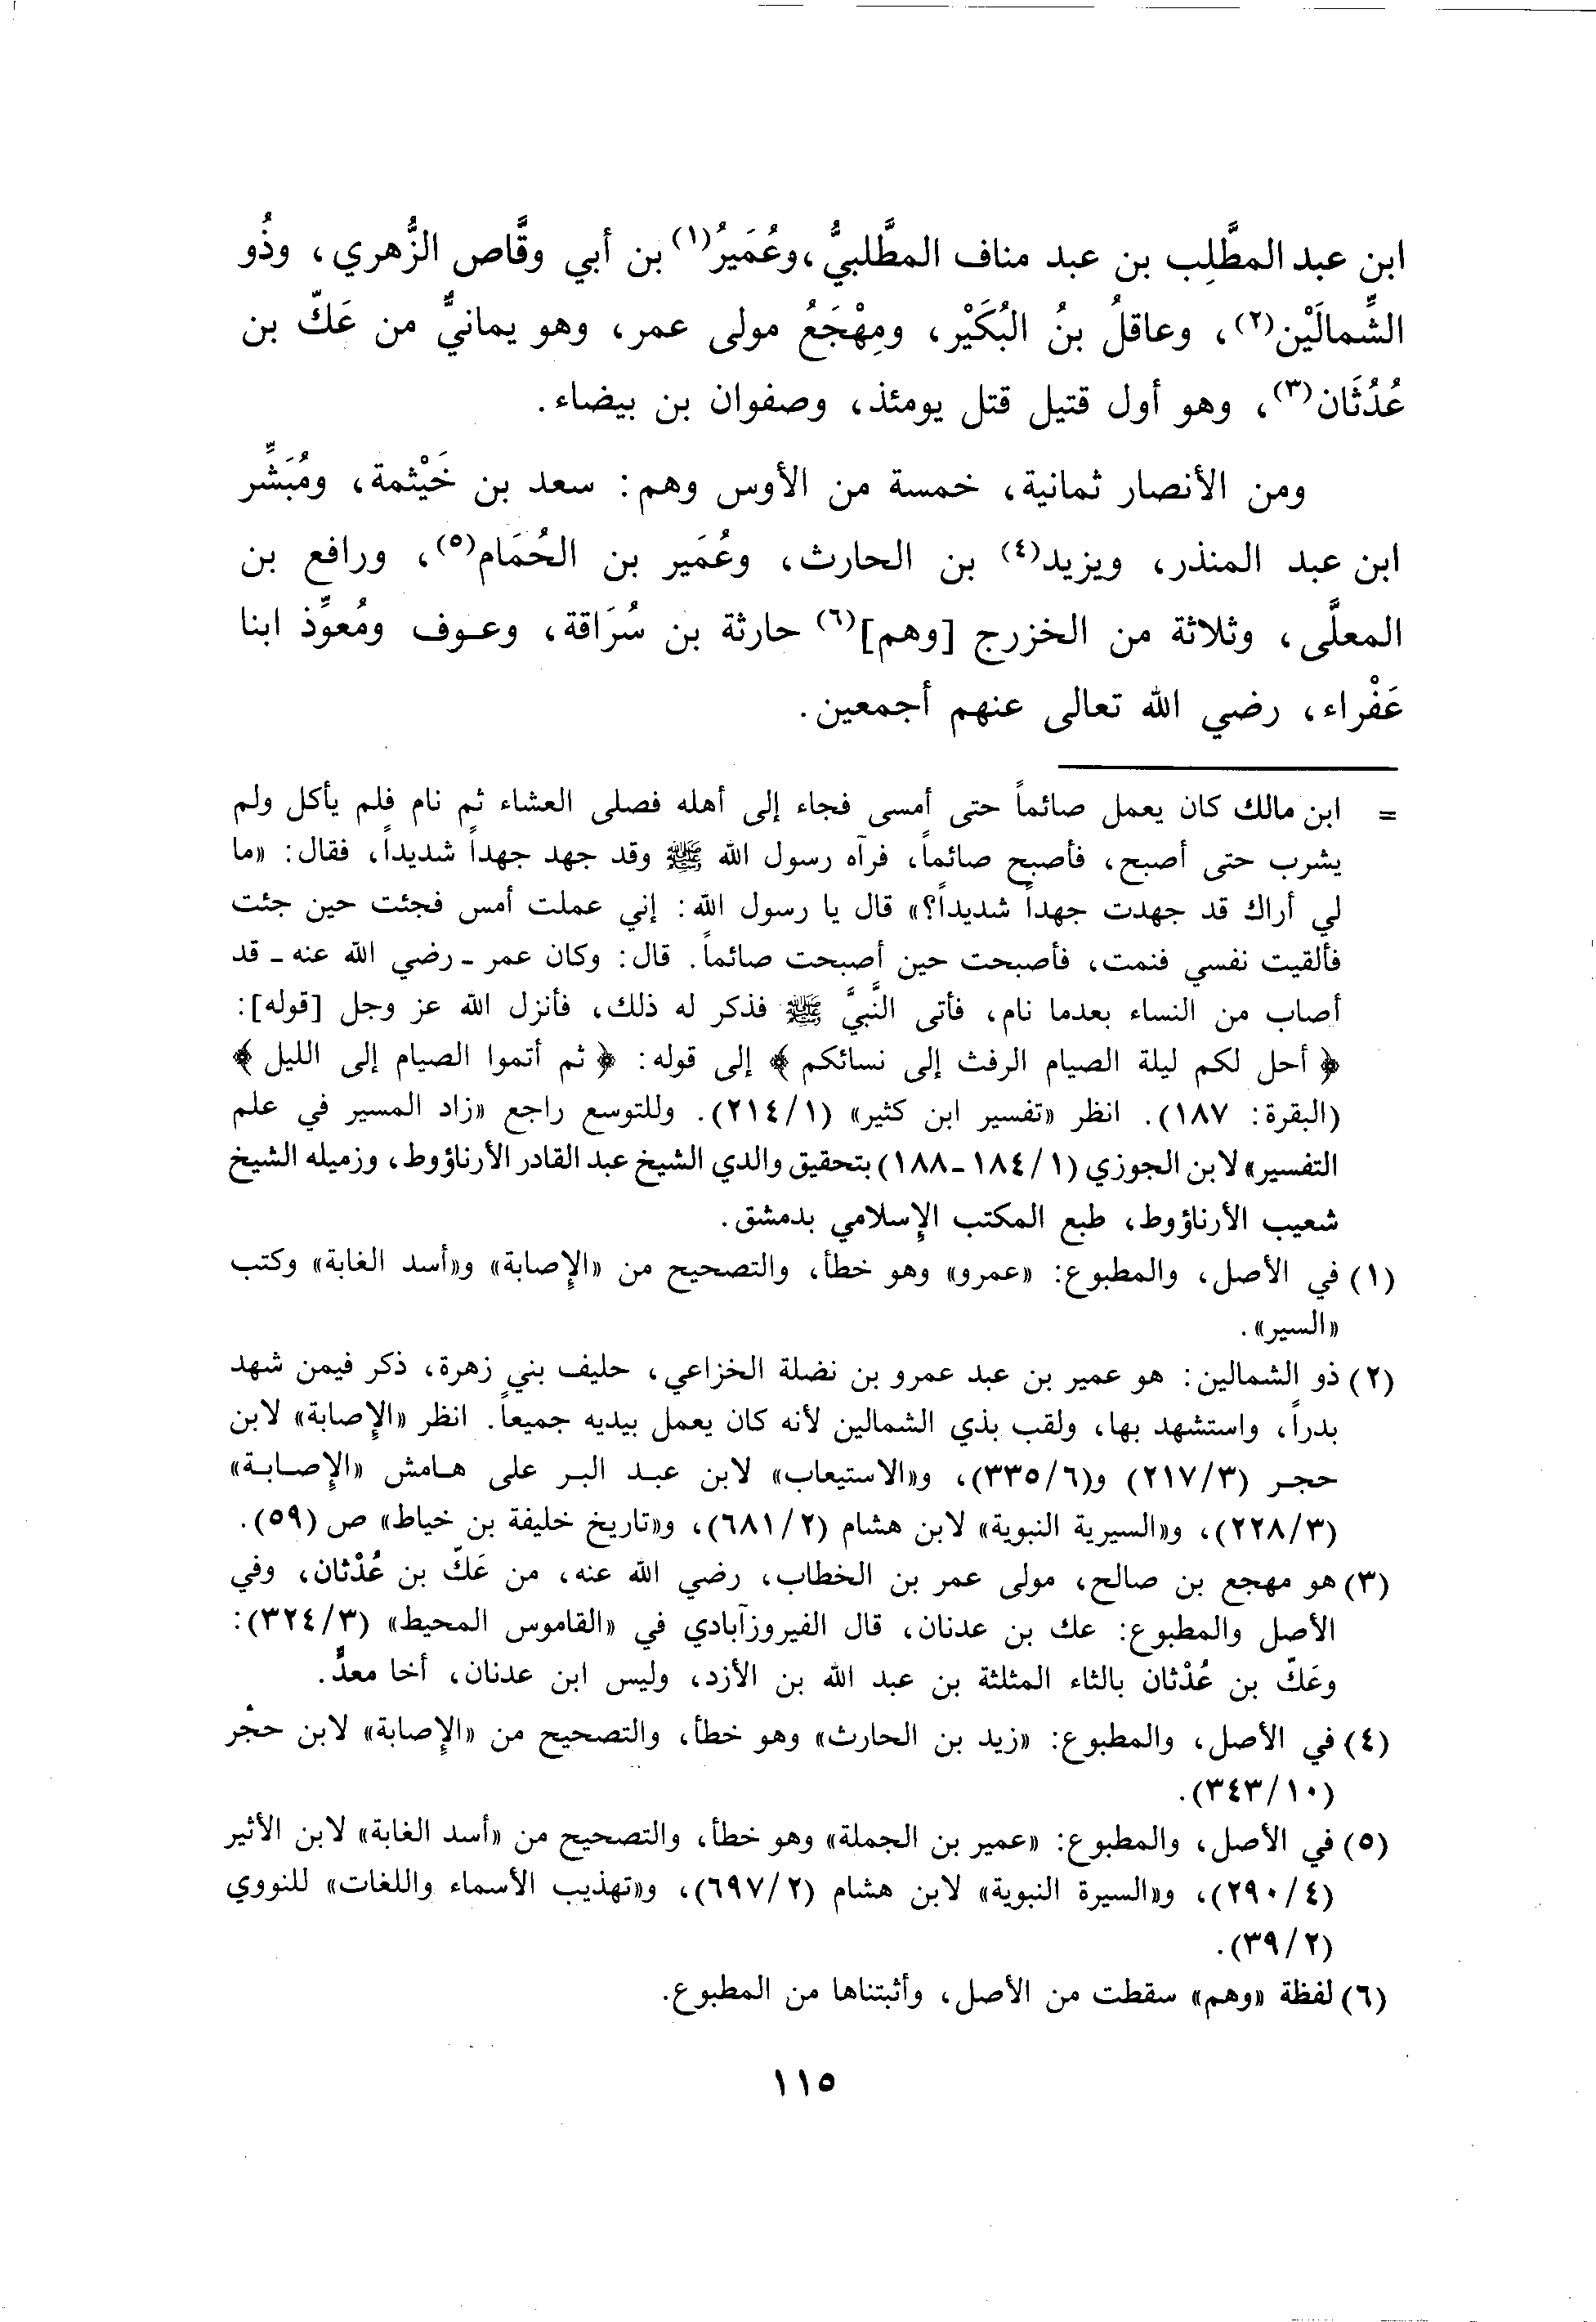 ابن عبد المطَّلِب بن عبد مناف المطَّلبيُّ، وعُمَيرُ(١) بن أبي وقَّاص الزُّهري، وذُو
الشِّمالَيْن(٢)، وعاقلُ بنُ البُكَيْر، ومِهْجَعُ مولى عمر، وهو يمانيٌّ من عَكّ بن
عُدُثَان(٣)، وهو أول قتيل قتل يومئذ، وصفوان بن بيضاء.
ومن الأنصار ثمانية، خمسة من الأوس وهم: سعد بن خَيْثمة، ومُبَشِّر
ابن عبد المنذر، ويزيد(٤) بن الحارث، وعُمَير بن الحُمَام(٥)، ورافع بن
المعلَّى، وثلاثة من الخزرج [وهم](٦) حارثة بن سُرَاقة، وعوف ومُعوِّذ ابنا
عَفْراء، رضي الله تعالى عنهم أجمعين.
= ابن مالك كان يعمل صائماً حتى أمسى فجاء إلى أهله فصلى العشاء ثم نام فلم يأكل ولم
يشرب حتى أصبح، فأصبح صائماً، فرآه رسول الله ﷺ وقد جهد جهداً شديداً، فقال: «ما
لي أراك قد جهدت جهداً شديداً؟» قال يا رسول الله: إني عملت أمس فجئت حين جئت
فألقيت نفسي فنمت، فأصبحت حين أصبحت صائماً. قال: وكان عمر ـ رضي الله عنه ـ قد
أصاب من النساء بعدما نام، فأتى النَّبيَّ ﷺ فذكر له ذلك، فأنزل الله عز وجل [قوله]:
﴿أحل لكم ليلة الصيام الرفث إلى نسائكم﴾ إلى قوله: ﴿ثم أتموا الصيام إلى الليل﴾
(البقرة: ١٨٧). انظر «تفسير ابن كثير» (٢١٤/١). وللتوسع راجع «زاد المسير في علم
التفسير» لابن الجوزي (١/ ١٨٤ - ١٨٨) بتحقيق والدي الشيخ عبد القادر الأرناؤوط، وزميله الشيخ
شعيب الأرناؤوط، طبع المكتب الإسلامي بدمشق.
(١) في الأصل، والمطبوع: «عمرو» وهو خطأ، والتصحيح من «الإصابة» و«أسد الغابة» وكتب
«السير».
(٢) ذو الشمالين: هو عمير بن عبد عمرو بن نضلة الخزاعي، حليف بني زهرة، ذكر فيمن شهد
بدراً، واستشهد بها، ولقب بذي الشمالين لأنه كان يعمل بيديه جميعاً. انظر «الإصابة» لابن
حجر (٢١٧/٣) و(٣٣٥/٦)، و«الاستيعاب» لابن عبد البر على هامش «الإصابة»
(٢٢٨/٣)، و«السيرية النبوية» لابن هشام (٦٨١/٢)، و«تاريخ خليفة بن خياط» ص (٥٩).
(٣) هو مهجع بن صالح، مولى عمر بن الخطاب، رضي الله عنه، من عَكّ بن عُدْثان، وفي
الأصل والمطبوع: عك بن عدنان، قال الفيروزآبادي في «القاموس المحيط» (٣٢٤/٣):
وعَكّ بن عُدْثان بالثاء المثلثة بن عبد الله بن الأزد، وليس ابن عدنان، أخا معدٍّ.
(٤) في الأصل، والمطبوع: «زيد بن الحارث» وهو خطأ، والتصحيح من «الإصابة» لابن حجْر
(٣٤٣/١٠).
(٥) في الأصل، والمطبوع: «عمير بن الجملة» وهو خطأ، والتصحيح من «أسد الغابة» لابن الأثير
(٢٩٠/٤)، و«السيرة النبوية» لابن هشام (٦٩٧/٢)، و«تهذيب الأسماء واللغات» للنووي
(٣٩/٢).
(٦) لفظة «وهم» سقطت من الأصل، وأثبتناها من المطبوع.
١١٥